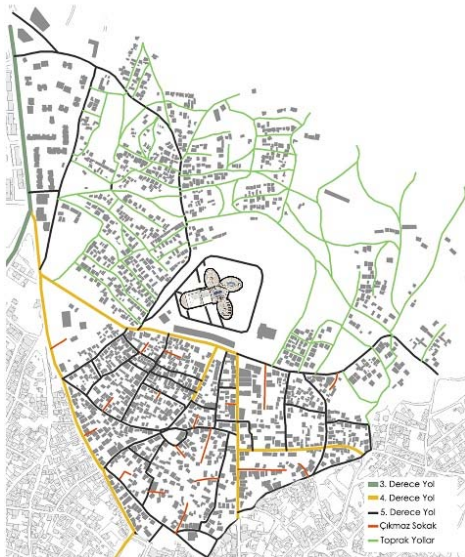 3. Derece Yol
4. Derece Yol
5. Derece Yol
Çıkmaz Sokak
Toprak Yollar